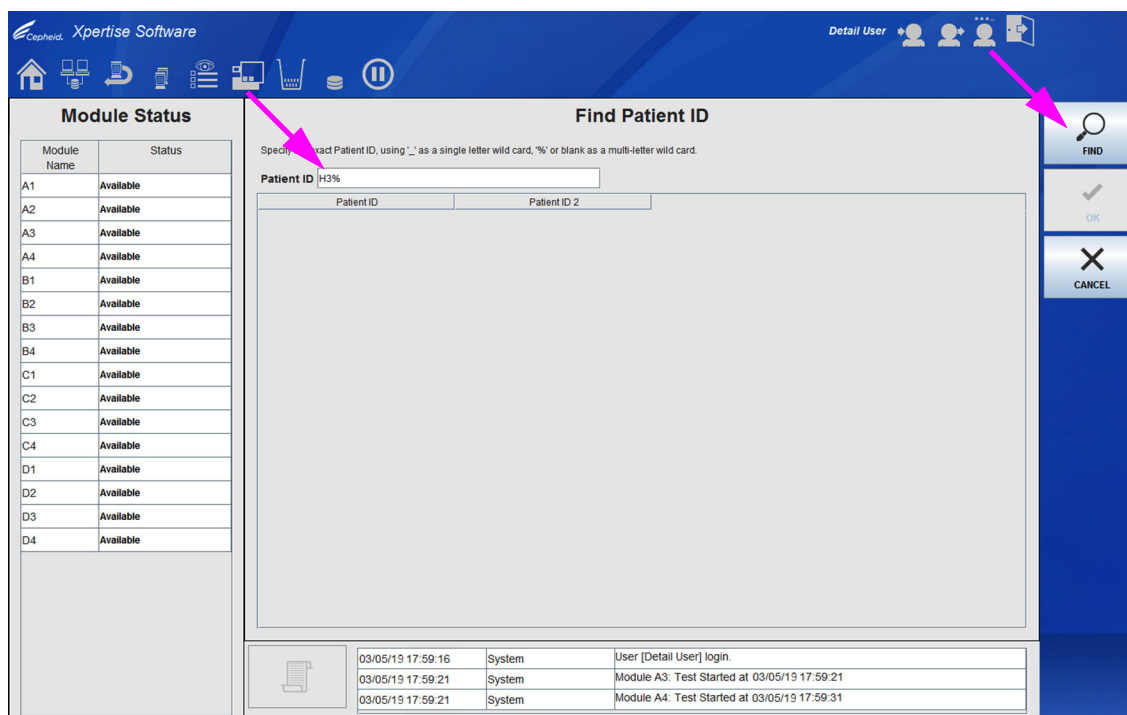 Cepheid. Xpertise Software
Detail User
Module Status
Module Name Status
A1 Available
A2 Available
A3 Available
A4 Available
B1 Available
B2 Available
B3 Available
B4 Available
C1 Available
C2 Available
C3 Available
C4 Available
D1 Available
D2 Available
D3 Available
D4 Available
Find Patient ID
Specify exact Patient ID, using '_' as a single letter wild card, '%' or blank as a multi-letter wild card.
Patient ID H3%
Patient ID Patient ID 2
FIND
OK
CANCEL
03/05/19 17:59:16 System User [Detail User] login.
03/05/19 17:59:21 System Module A3: Test Started at 03/05/19 17:59:21
03/05/19 17:59:21 System Module A4: Test Started at 03/05/19 17:59:31